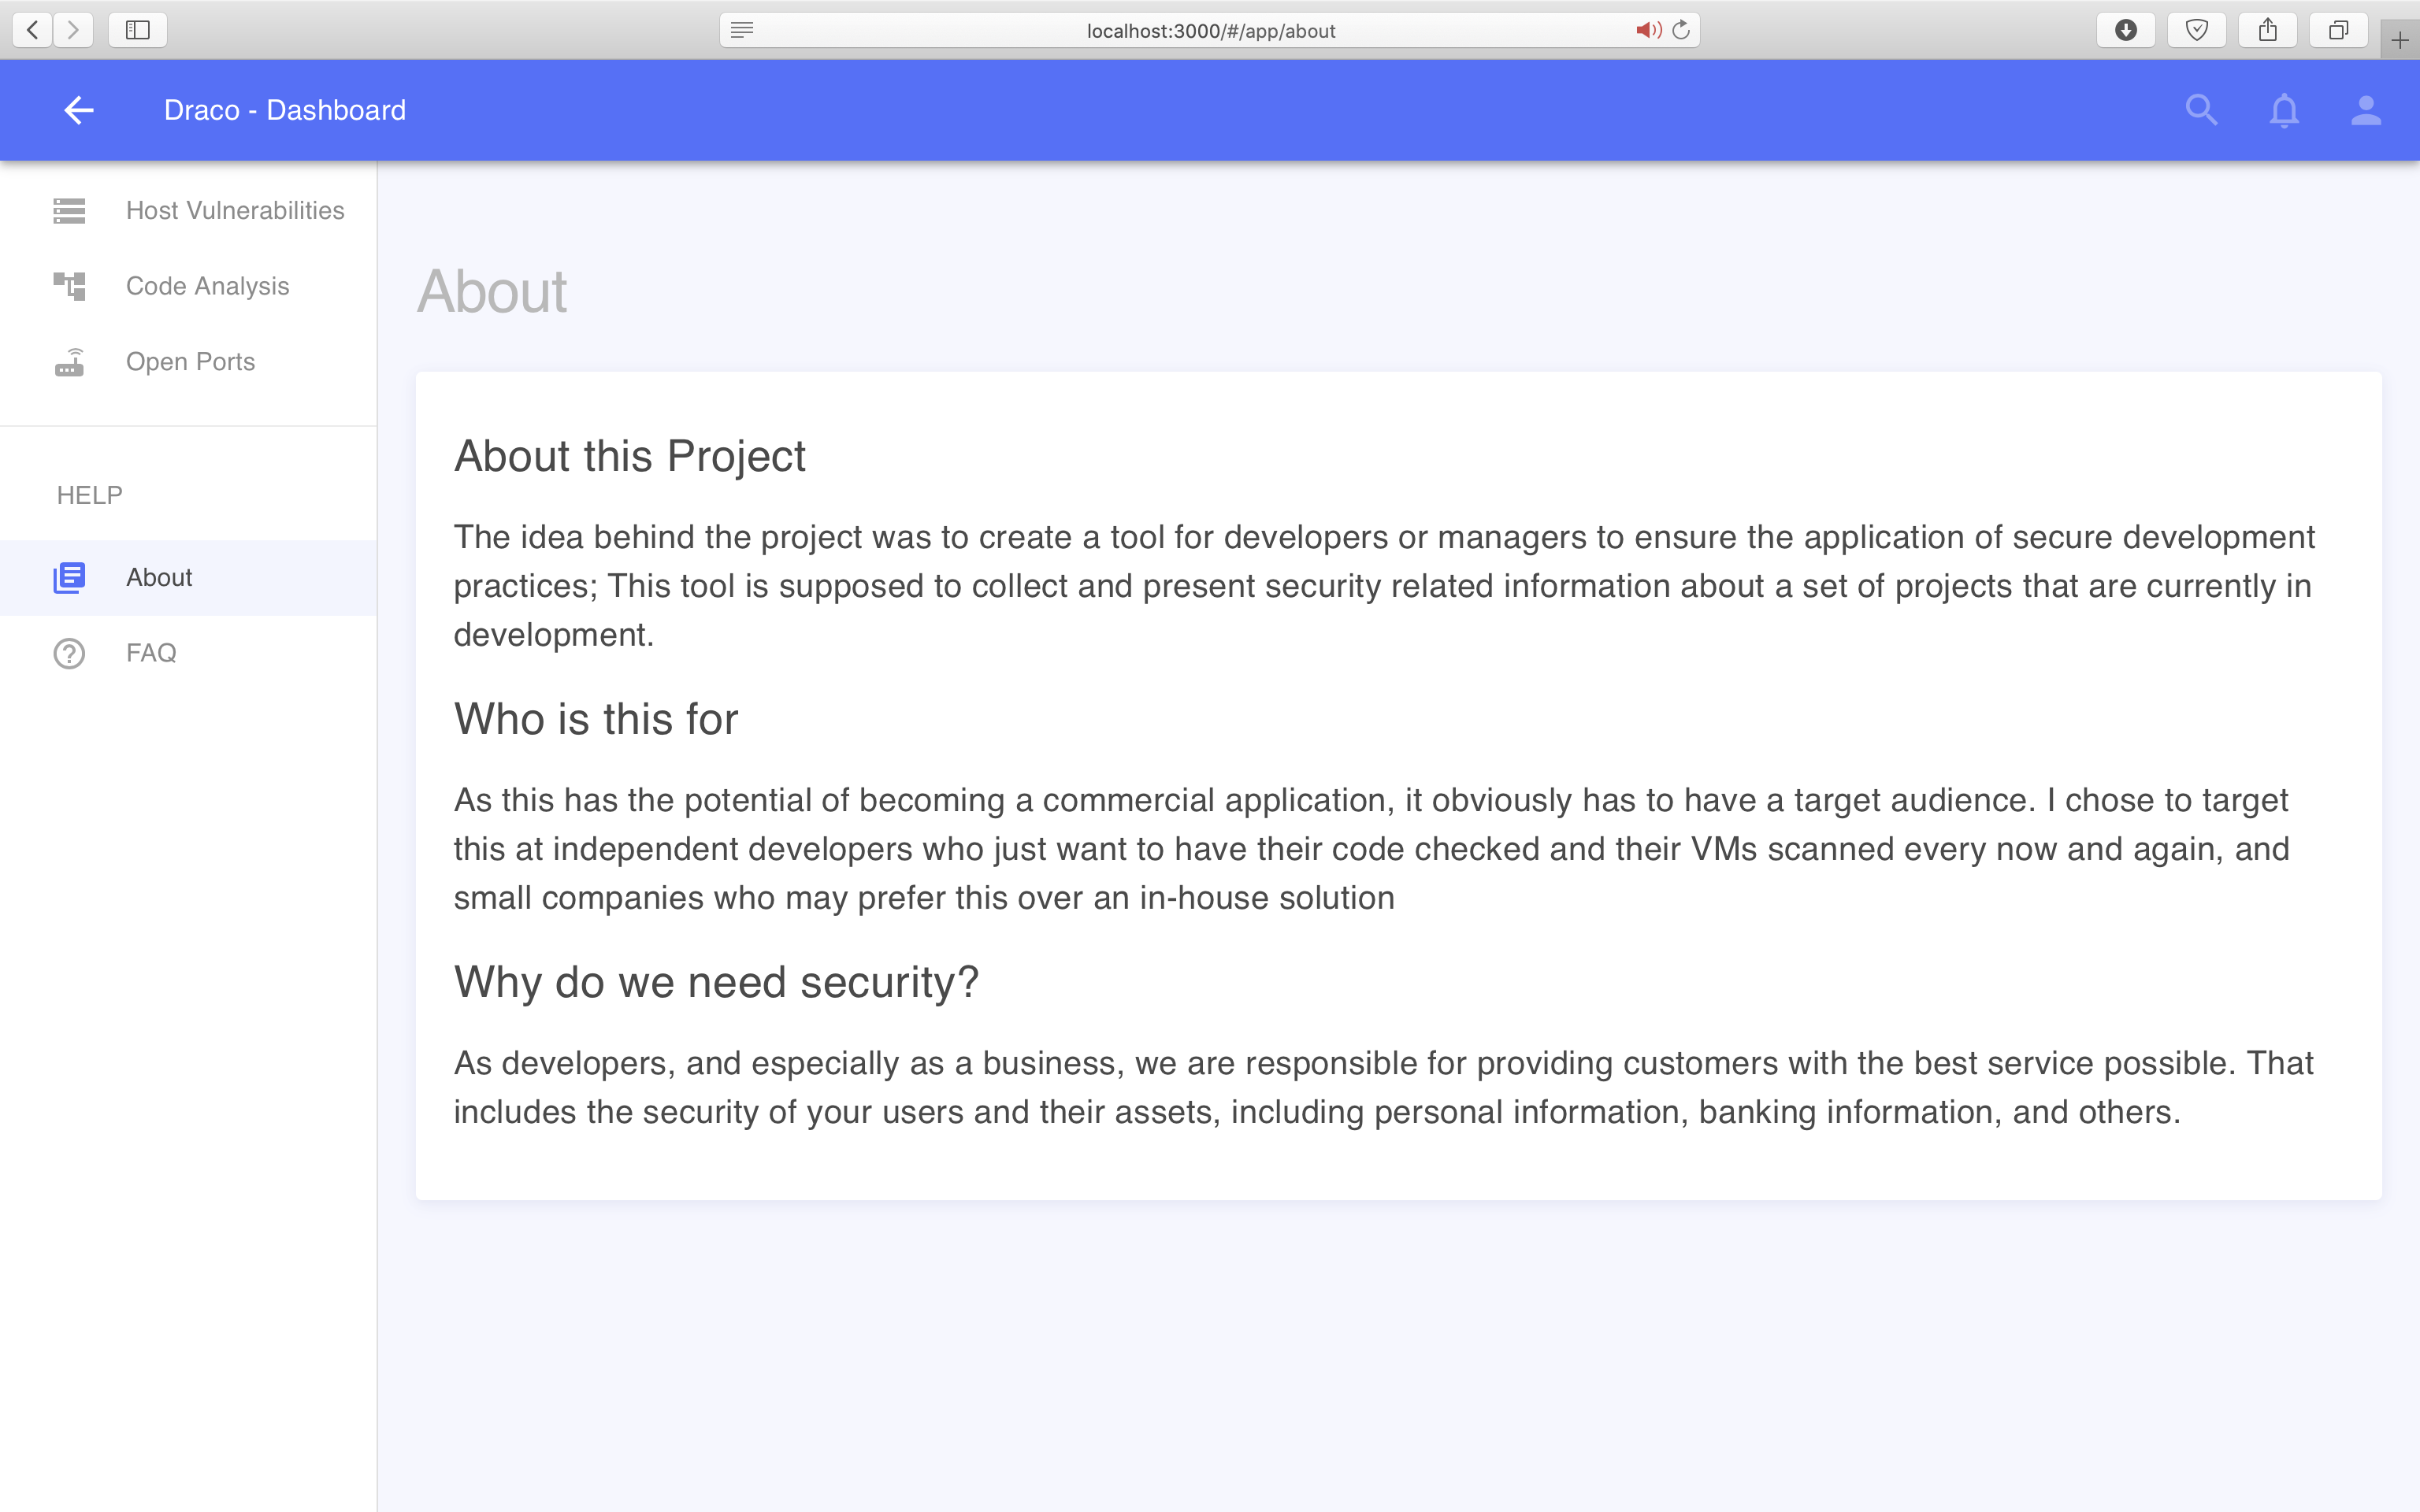 localhost:3000/#/app/about
Draco - Dashboard
Host Vulnerabilities
Code Analysis
Open Ports
HELP
About
FAQ
About
About this Project
The idea behind the project was to create a tool for developers or managers to ensure the application of secure development
practices; This tool is supposed to collect and present security related information about a set of projects that are currently in
development.
Who is this for
As this has the potential of becoming a commercial application, it obviously has to have a target audience. I chose to target
this at independent developers who just want to have their code checked and their VMs scanned every now and again, and
small companies who may prefer this over an in-house solution
Why do we need security?
As developers, and especially as a business, we are responsible for providing customers with the best service possible. That
includes the security of your users and their assets, including personal information, banking information, and others.